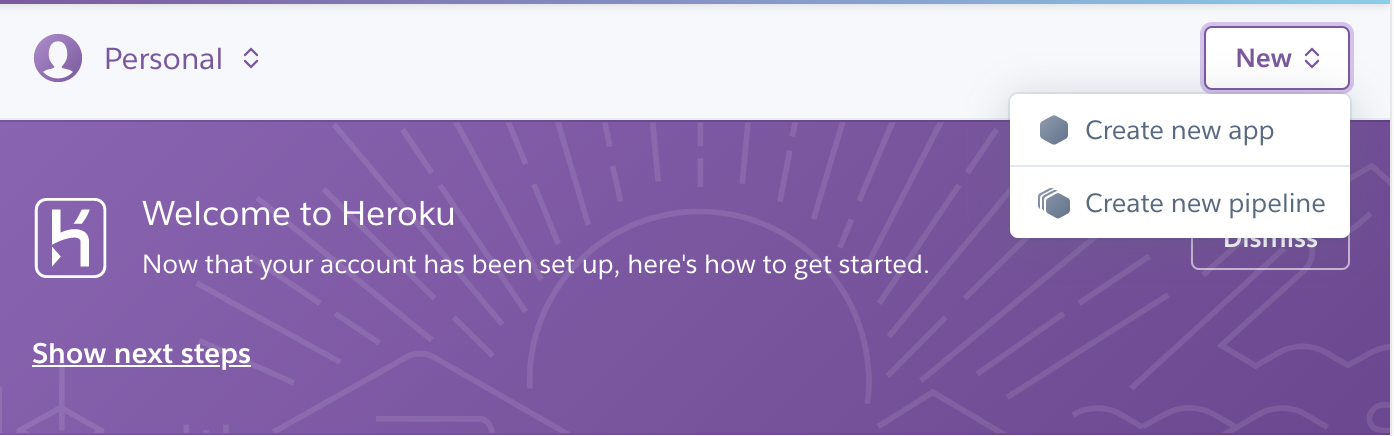 Personal
New
Create new app
Create new pipeline
Welcome to Heroku
Now that your account has been set up, here's how to get started.
Dismiss
Show next steps